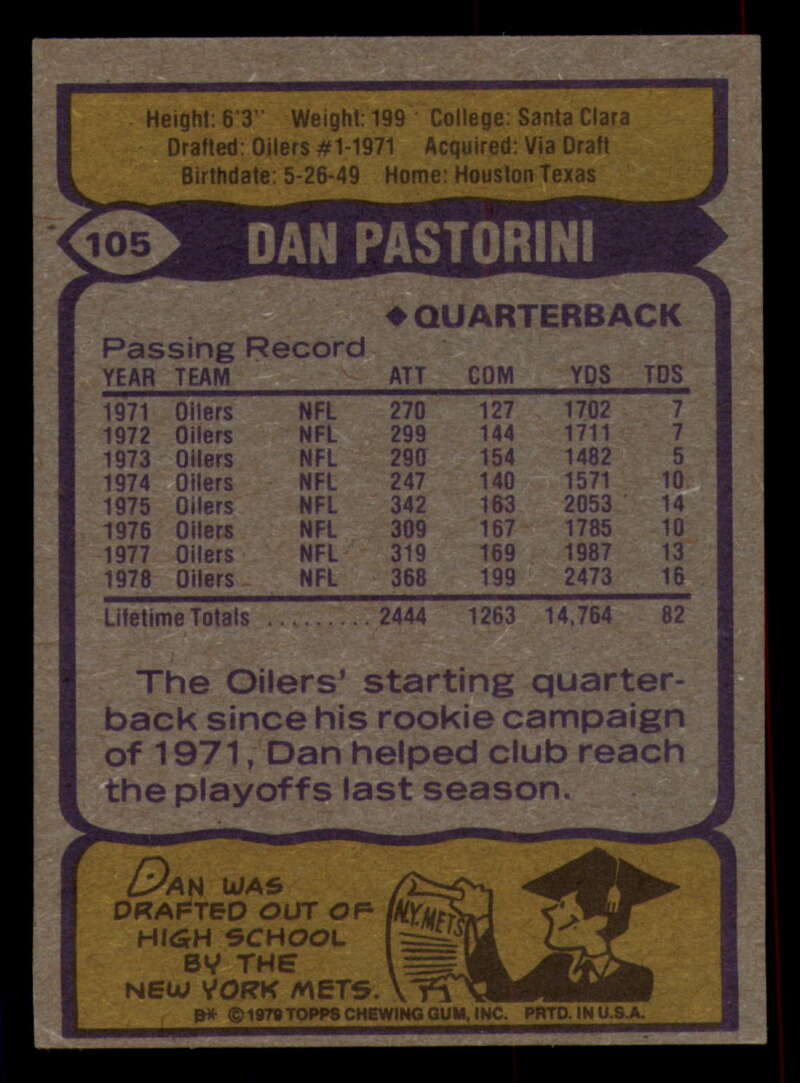 Height: 6'3" Weight: 199 College: Santa Clara
Drafted: Oilers #1-1971 Acquired: Via Draft
Birthdate: 5-26-49 Home: Houston Texas
105 DAN PASTORINI
◆QUARTERBACK
Passing Record
YEAR TEAM ATT COM YDS TDS
1971 Oilers NFL 270 127 1702 7
1972 Oilers NFL 299 144 1711 7
1973 Oilers NFL 290 154 1482 5
1974 Oilers NFL 247 140 1571 10
1975 Oilers NFL 342 163 2053 14
1976 Oilers NFL 309 167 1785 10
1977 Oilers NFL 319 169 1987 13
1978 Oilers NFL 368 199 2473 16
Lifetime Totals ......... 2444 1263 14,764 82
The Oilers' starting quarter-
back since his rookie campaign
of 1971, Dan helped club reach
the playoffs last season.
DAN WAS
DRAFTED OUT OF
HIGH SCHOOL
BY THE
NEW YORK METS.
N.Y. METS
B* ©1979 TOPPS CHEWING GUM, INC. PRTD. IN U.S.A.